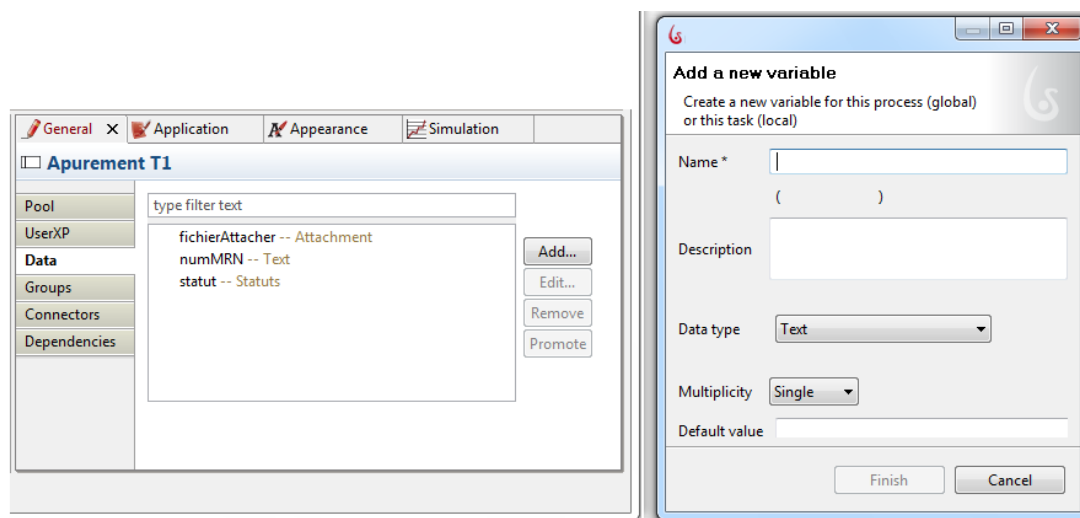 General X Application Appearance Simulation
Apurement T1
Pool
UserXP
Data
Groups
Connectors
Dependencies
type filter text
fichierAttacher -- Attachment
numMRN -- Text
statut -- Statuts
Add...
Edit...
Remove
Promote
Add a new variable
Create a new variable for this process (global)
or this task (local)
Name *
( )
Description
Data type Text
Multiplicity Single
Default value
Finish Cancel